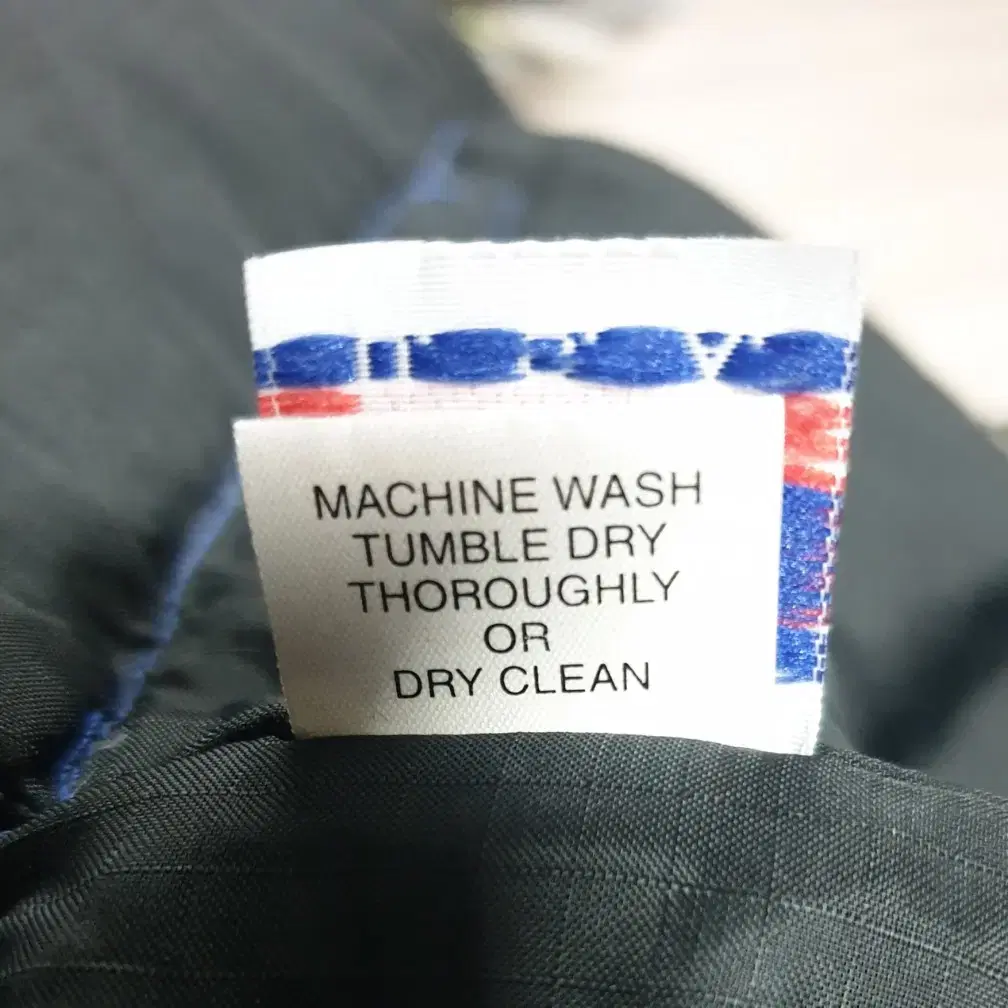 MACHINE WASH
TUMBLE DRY
THOROUGHLY
OR
DRY CLEAN